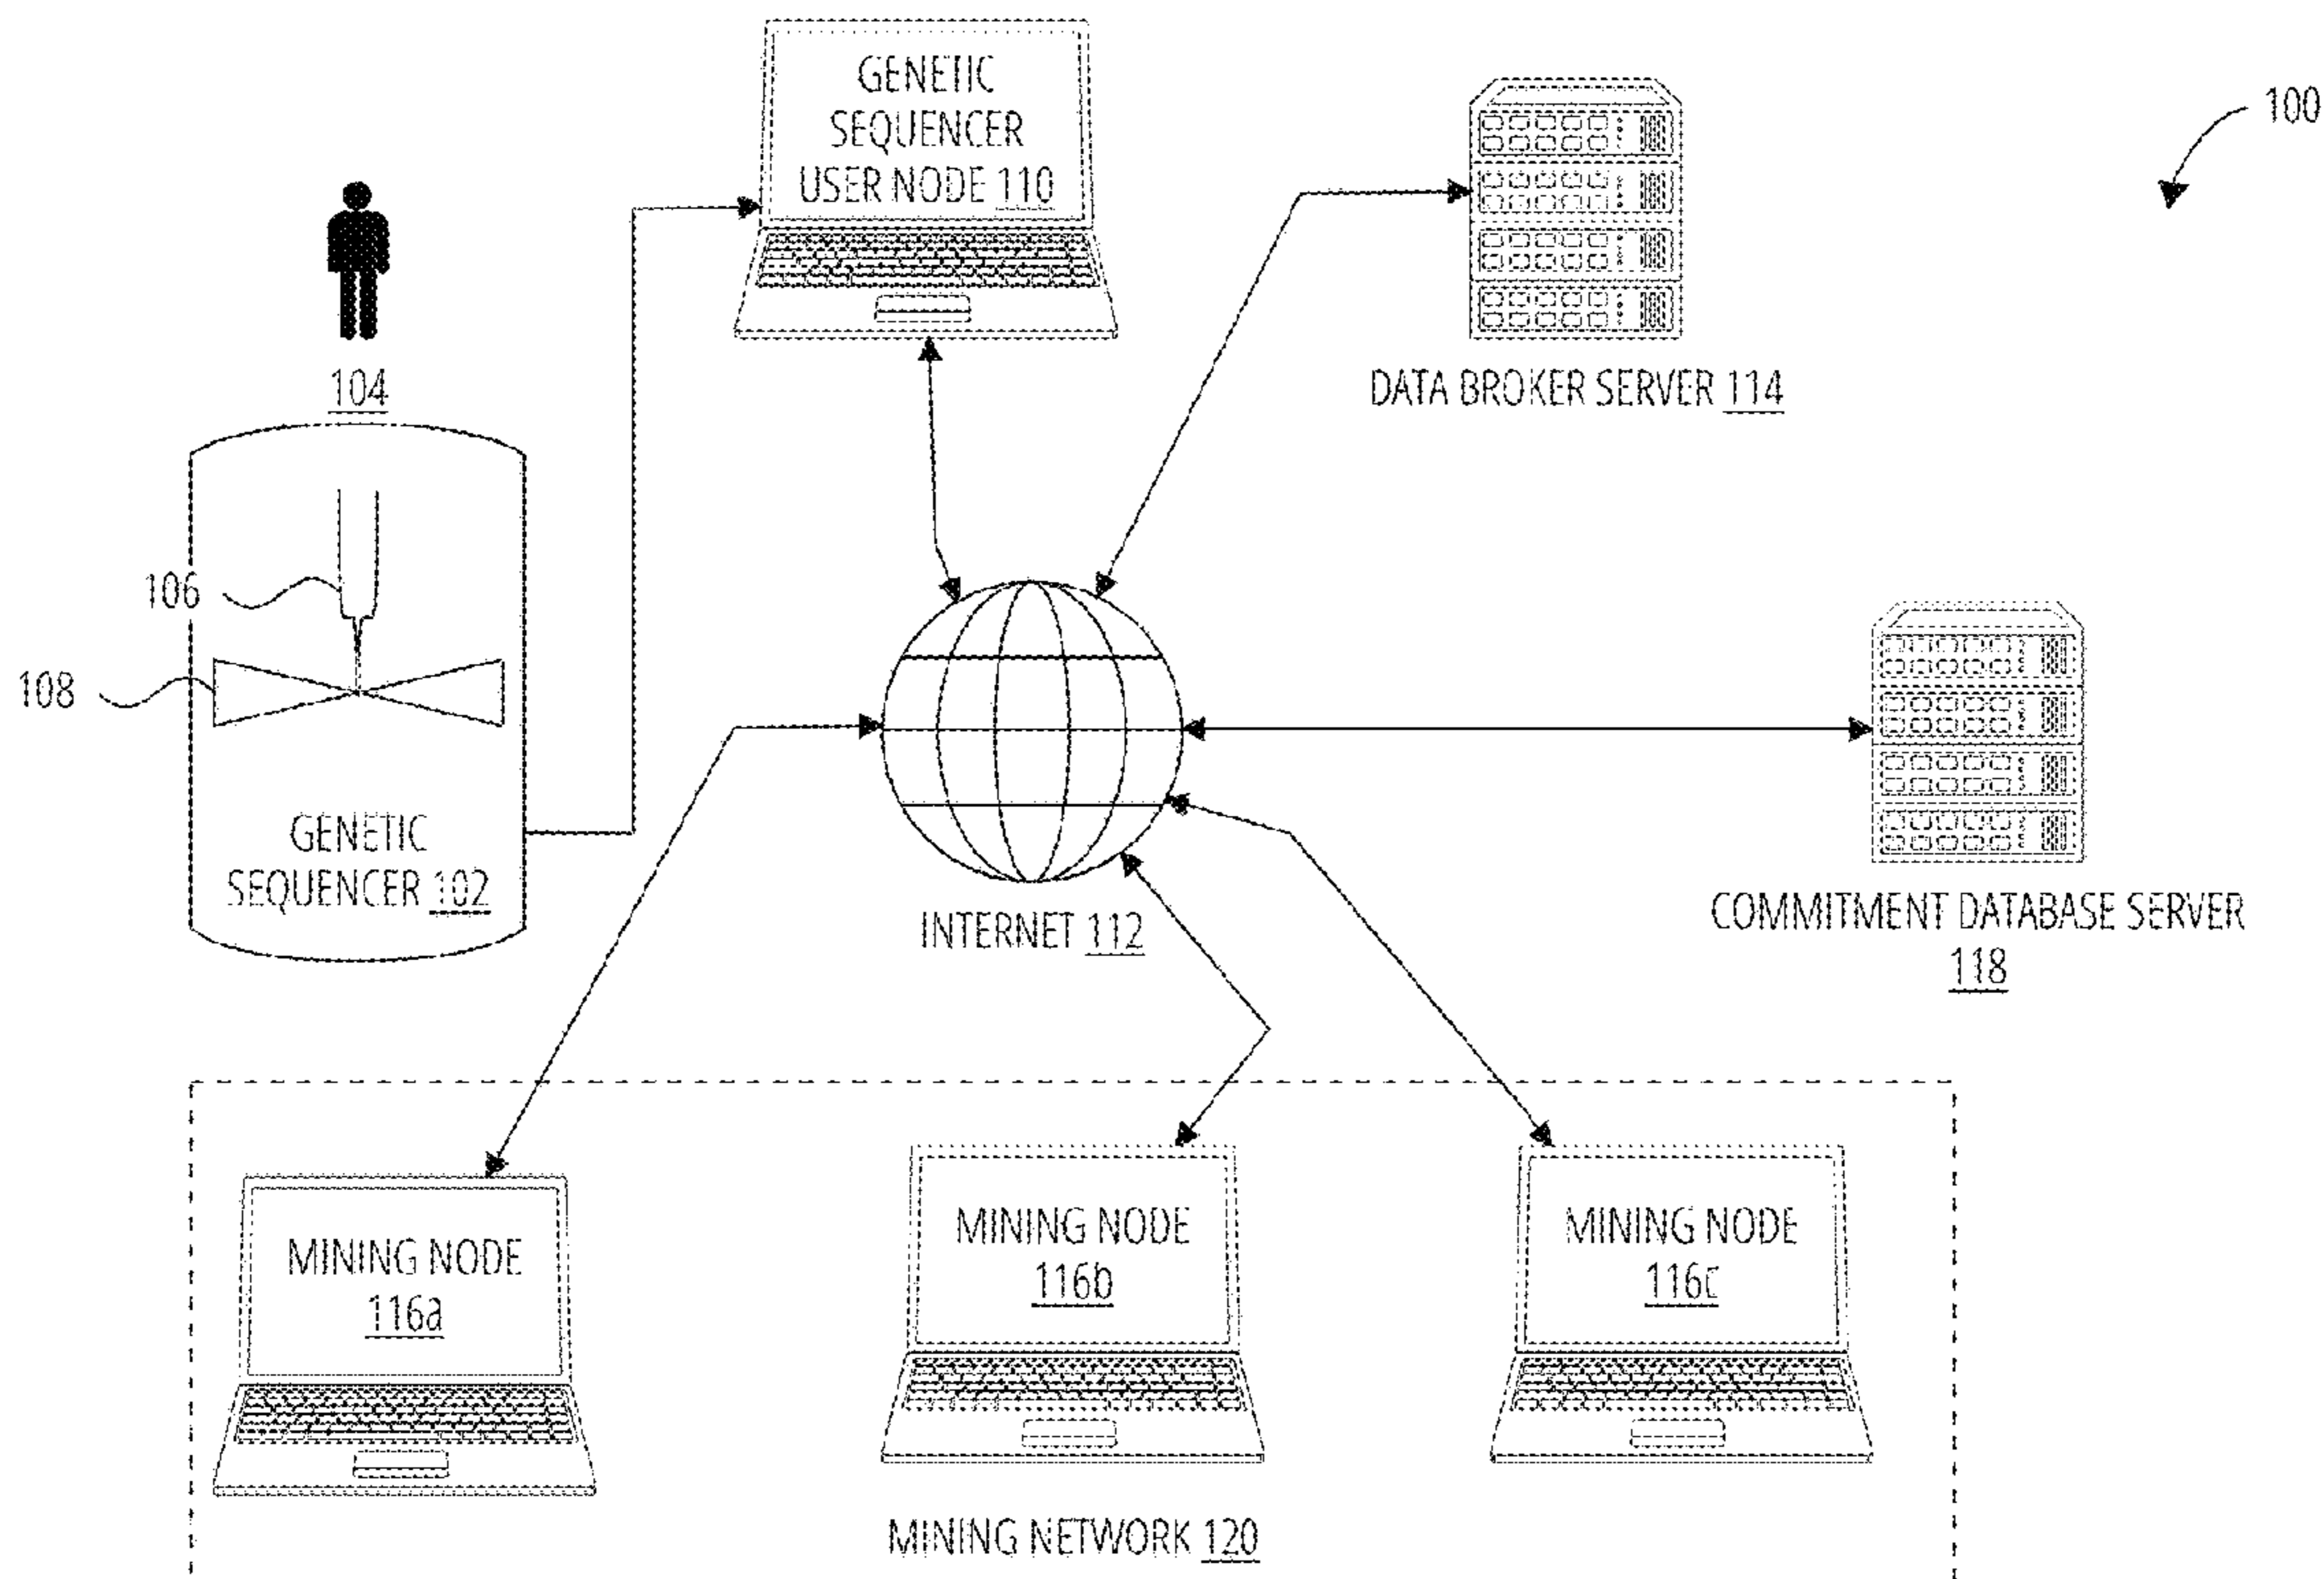 GENETIC
SEQUENCER
USER NODE 110
100
104
DATA BROKER SERVER 114
106
108
GENETIC
SEQUENCER 102
INTERNET 112
COMMITMENT DATABASE SERVER
118
MINING NODE
116a
MINING NODE
116b
MINING NODE
116c
MINING NETWORK 120